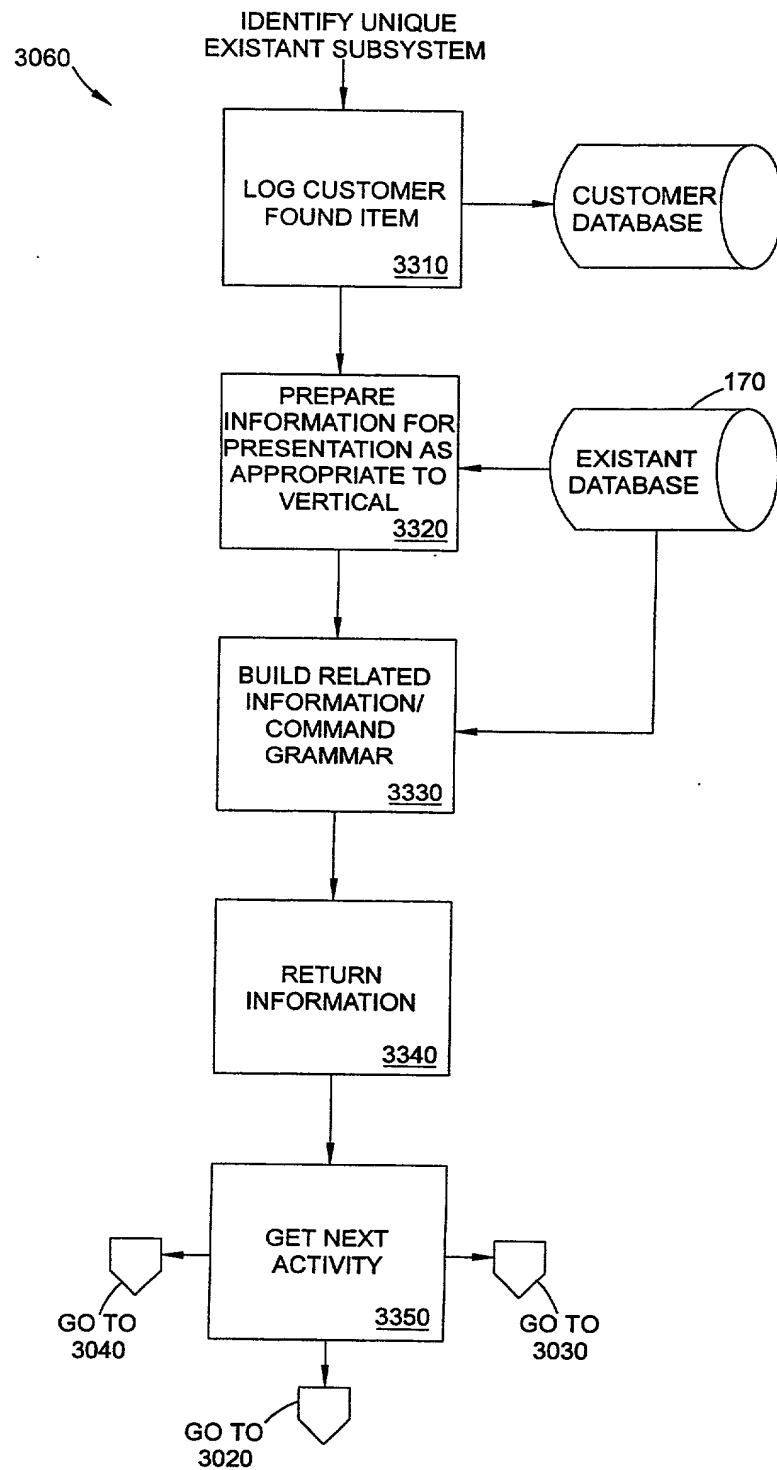 IDENTIFY UNIQUE
EXISTANT SUBSYSTEM
3060
LOG CUSTOMER
FOUND ITEM
3310
CUSTOMER
DATABASE
PREPARE
INFORMATION FOR
PRESENTATION AS
APPROPRIATE TO
VERTICAL
3320
170
EXISTANT
DATABASE
BUILD RELATED
INFORMATION/
COMMAND
GRAMMAR
3330
RETURN
INFORMATION
3340
GET NEXT
ACTIVITY
3350
GO TO
3040
GO TO
3030
GO TO
3020